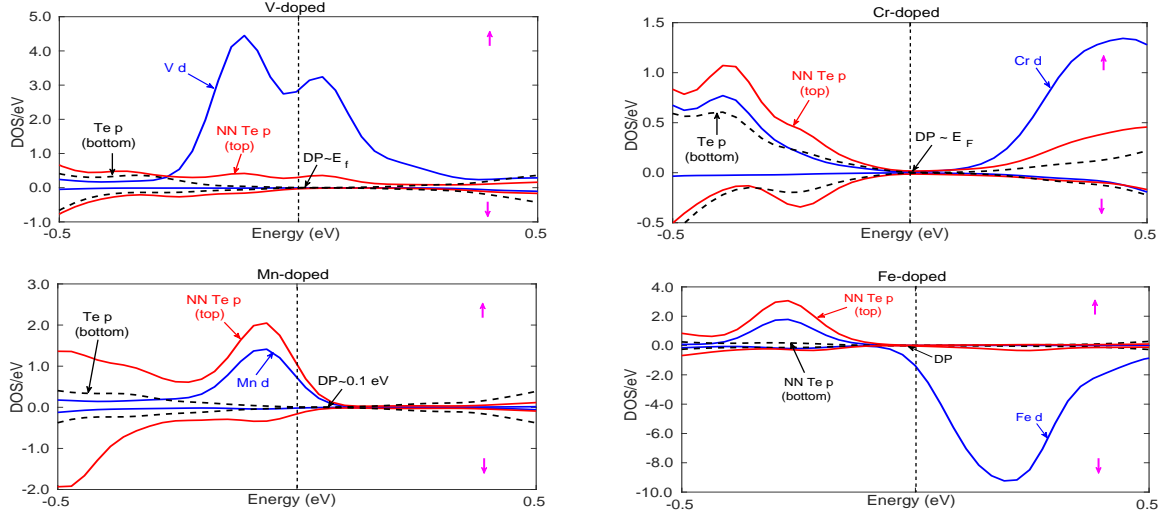 V-doped
5.0
4.0
3.0
2.0
1.0
0.0
-1.0
DOS/eV
V d
Te p
(bottom)
NN Te p
(top)
DP~E f
-0.5
Energy (eV)
0.5
Cr-doped
1.5
1.0
0.5
0.0
-0.5
DOS/eV
NN Te p
(top)
Cr d
Te p
(bottom)
DP ~ E F
-0.5
Energy (eV)
0.5
Mn-doped
3.0
2.0
1.0
0.0
-1.0
-2.0
DOS/eV
Te p
(bottom)
NN Te p
(top)
Mn d
DP~0.1 eV
-0.5
Energy (eV)
0.5
Fe-doped
4.0
2.0
0.0
-2.0
-4.0
-6.0
-8.0
-10.0
DOS/eV
NN Te p
(top)
DP
NN Te p
(bottom)
Fe d
-0.5
Energy (eV)
0.5